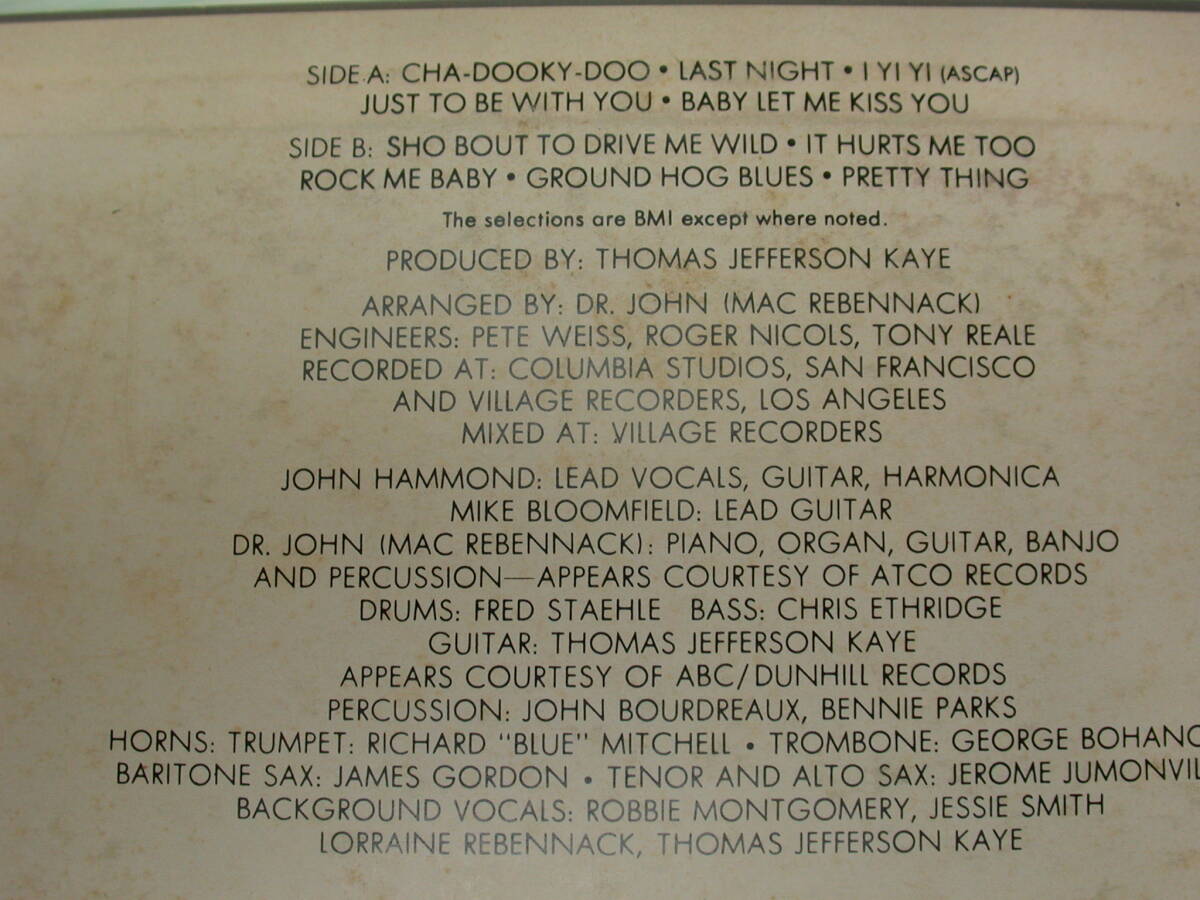 SIDE A: CHA-DOOKY-DOO • LAST NIGHT • I YI YI (ASCAP)
JUST TO BE WITH YOU • BABY LET ME KISS YOU
SIDE B: SHO BOUT TO DRIVE ME WILD • IT HURTS ME TOO
ROCK ME BABY • GROUND HOG BLUES • PRETTY THING
The selections are BMI except where noted.
PRODUCED BY: THOMAS JEFFERSON KAYE
ARRANGED BY: DR. JOHN (MAC REBENNACK)
ENGINEERS: PETE WEISS, ROGER NICOLS, TONY REALE
RECORDED AT: COLUMBIA STUDIOS, SAN FRANCISCO
AND VILLAGE RECORDERS, LOS ANGELES
MIXED AT: VILLAGE RECORDERS
JOHN HAMMOND: LEAD VOCALS, GUITAR, HARMONICA
MIKE BLOOMFIELD: LEAD GUITAR
DR. JOHN (MAC REBENNACK): PIANO, ORGAN, GUITAR, BANJO
AND PERCUSSION—APPEARS COURTESY OF ATCO RECORDS
DRUMS: FRED STAEHLE BASS: CHRIS ETHRIDGE
GUITAR: THOMAS JEFFERSON KAYE
APPEARS COURTESY OF ABC/DUNHILL RECORDS
PERCUSSION: JOHN BOURDREAUX, BENNIE PARKS
HORNS: TRUMPET: RICHARD "BLUE" MITCHELL • TROMBONE: GEORGE BOHANO
BARITONE SAX: JAMES GORDON • TENOR AND ALTO SAX: JEROME JUMONVIL
BACKGROUND VOCALS: ROBBIE MONTGOMERY, JESSIE SMITH
LORRAINE REBENNACK, THOMAS JEFFERSON KAYE